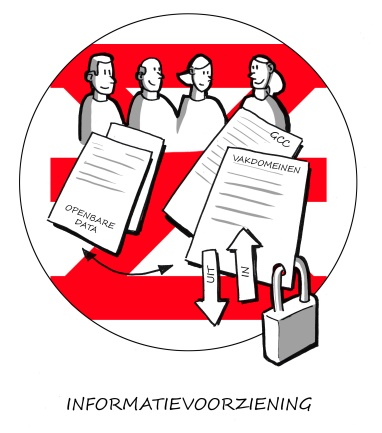 GCC
VAKDOMEINEN
OPENBARE
DATA
UIT
IN
INFORMATIEVOORZIENING